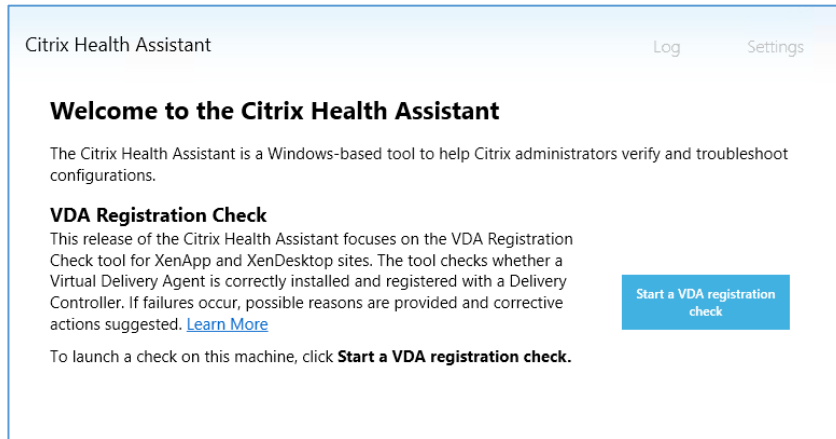 Citrix Health Assistant
Log
Settings
Welcome to the Citrix Health Assistant
The Citrix Health Assistant is a Windows-based tool to help Citrix administrators verify and troubleshoot
configurations.
VDA Registration Check
This release of the Citrix Health Assistant focuses on the VDA Registration
Check tool for XenApp and XenDesktop sites. The tool checks whether a
Virtual Delivery Agent is correctly installed and registered with a Delivery
Controller. If failures occur, possible reasons are provided and corrective
actions suggested. Learn More
Start a VDA registration
check
To launch a check on this machine, click Start a VDA registration check.